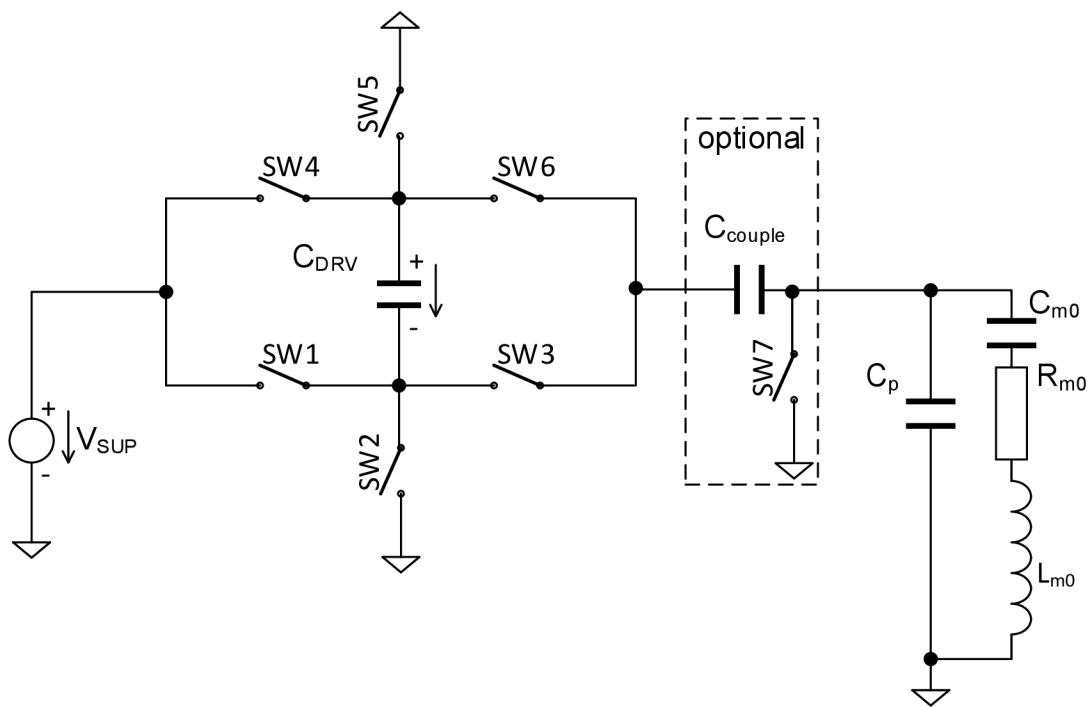 SW5
optional
SW4
SW6
C_couple
C_DRV
+
-
C_m0
SW1
SW3
SW7
R_m0
C_p
+
V_SUP
-
SW2
L_m0